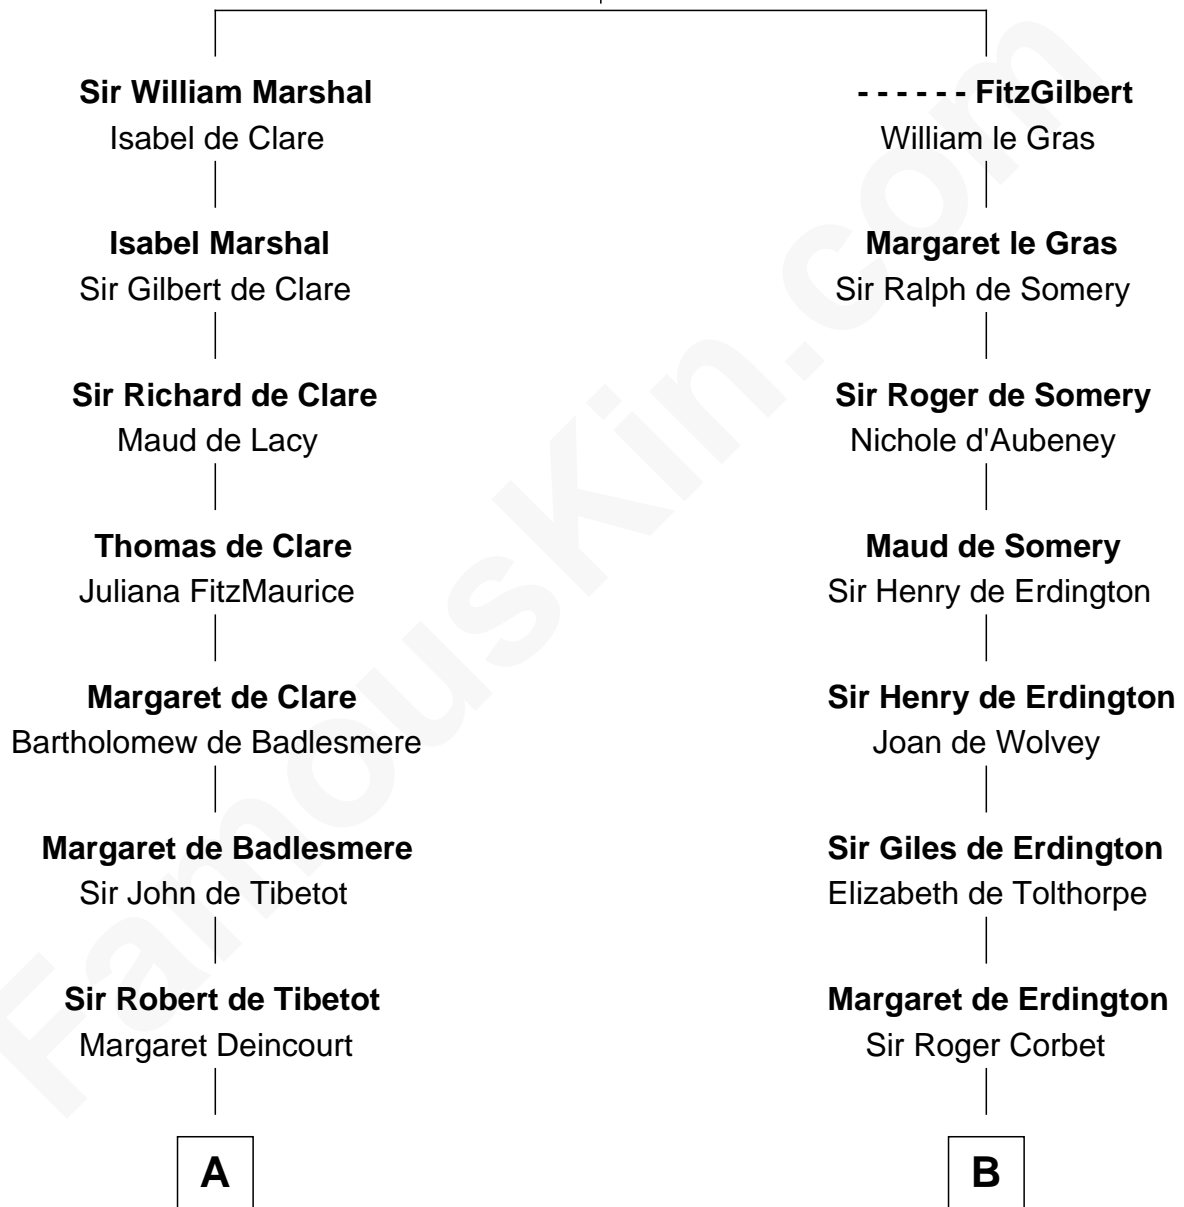 Sir William Marshal
Isabel de Clare
Isabel Marshal
Sir Gilbert de Clare
Sir Richard de Clare
Maud de Lacy
Thomas de Clare
Juliana FitzMaurice
Margaret de Clare
Bartholomew de Badlesmere
Margaret de Badlesmere
Sir John de Tibetot
Sir Robert de Tibetot
Margaret Deincourt
A
- - - - - - FitzGilbert
William le Gras
Margaret le Gras
Sir Ralph de Somery
Sir Roger de Somery
Nichole d'Aubeney
Maud de Somery
Sir Henry de Erdington
Sir Henry de Erdington
Joan de Wolvey
Sir Giles de Erdington
Elizabeth de Tolthorpe
Margaret de Erdington
Sir Roger Corbet
B
FamousKin.com